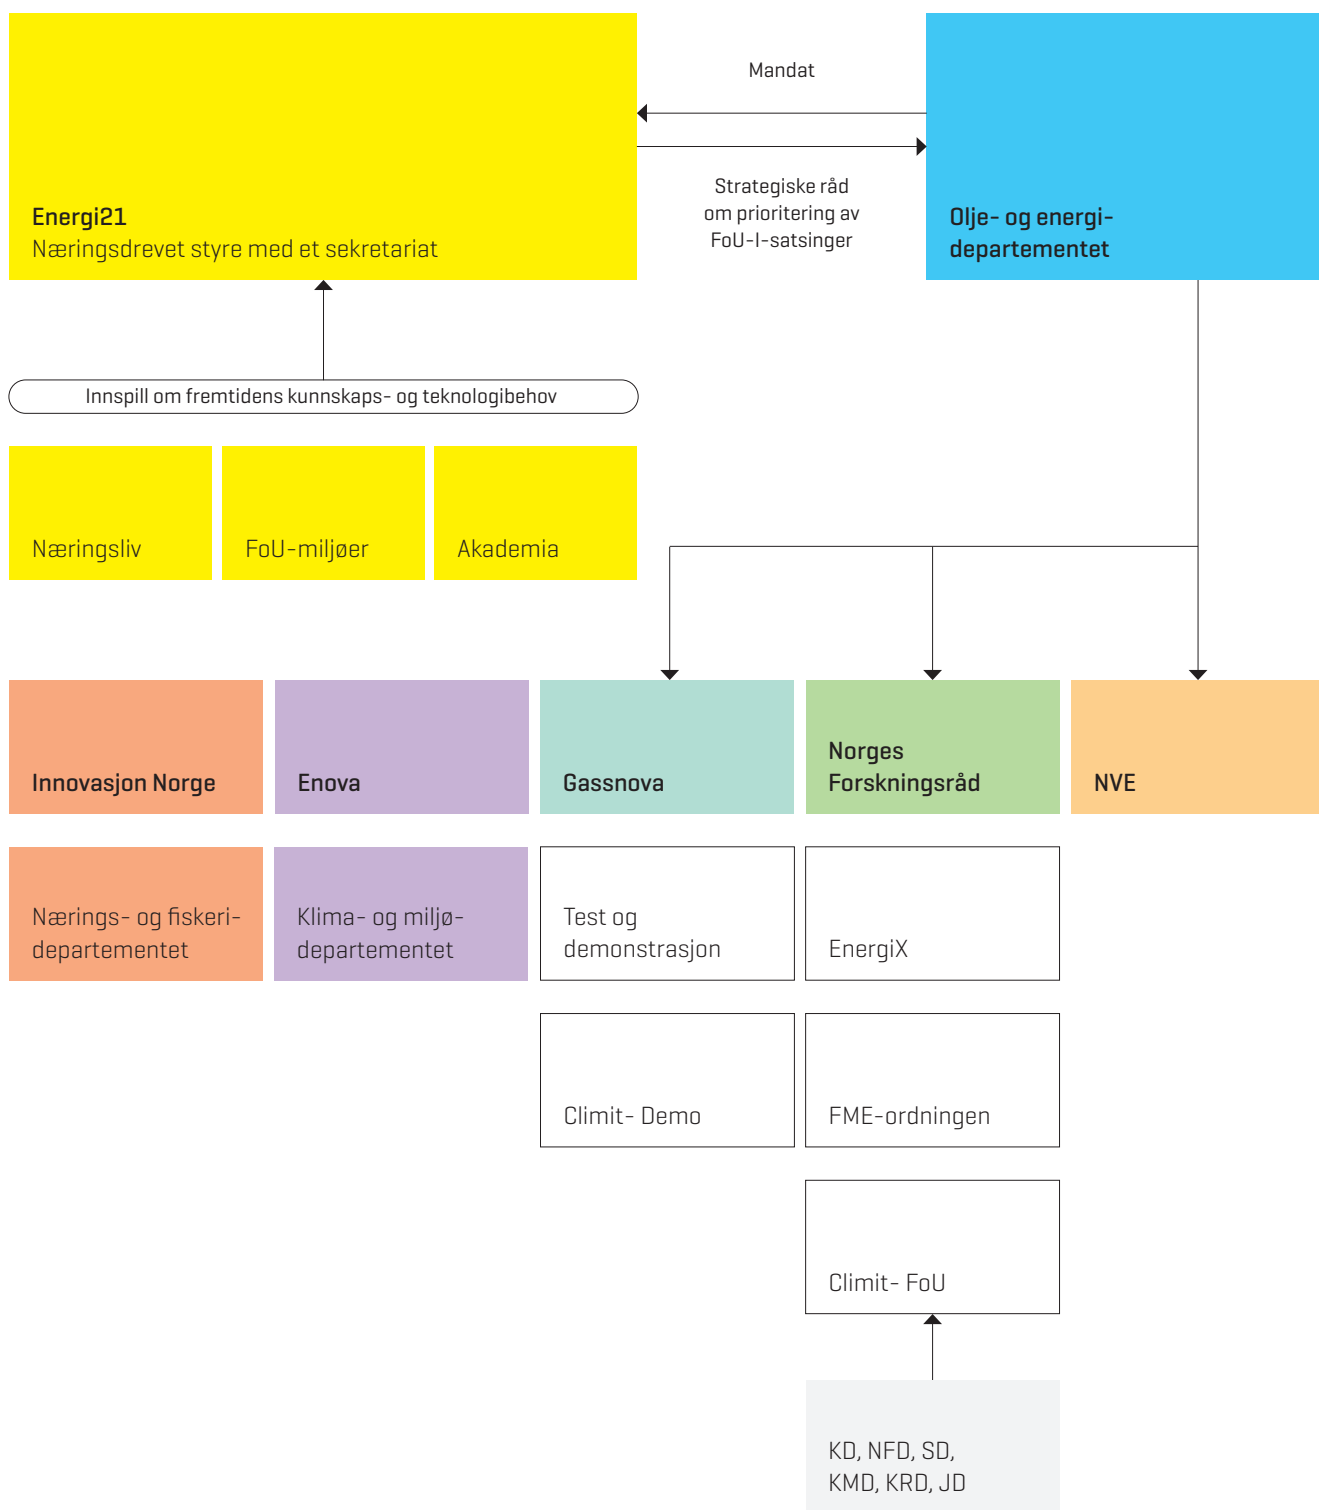 Mandat
Strategiske råd
om prioritering av
FoU-I-satsinger
Energi21
Næringsdrevet styre med et sekretariat
Olje- og energi-
departementet
Innspill om fremtidens kunnskaps- og teknologibehov
Næringsliv
FoU-miljøer
Akademia
Innovasjon Norge
Enova
Gassnova
Norges
Forskningsråd
NVE
Nærings- og fiskeri-
departementet
Klima- og miljø-
departementet
Test og
demonstrasjon
EnergiX
Climit- Demo
FME-ordningen
Climit- FoU
KD, NFD, SD,
KMD, KRD, JD